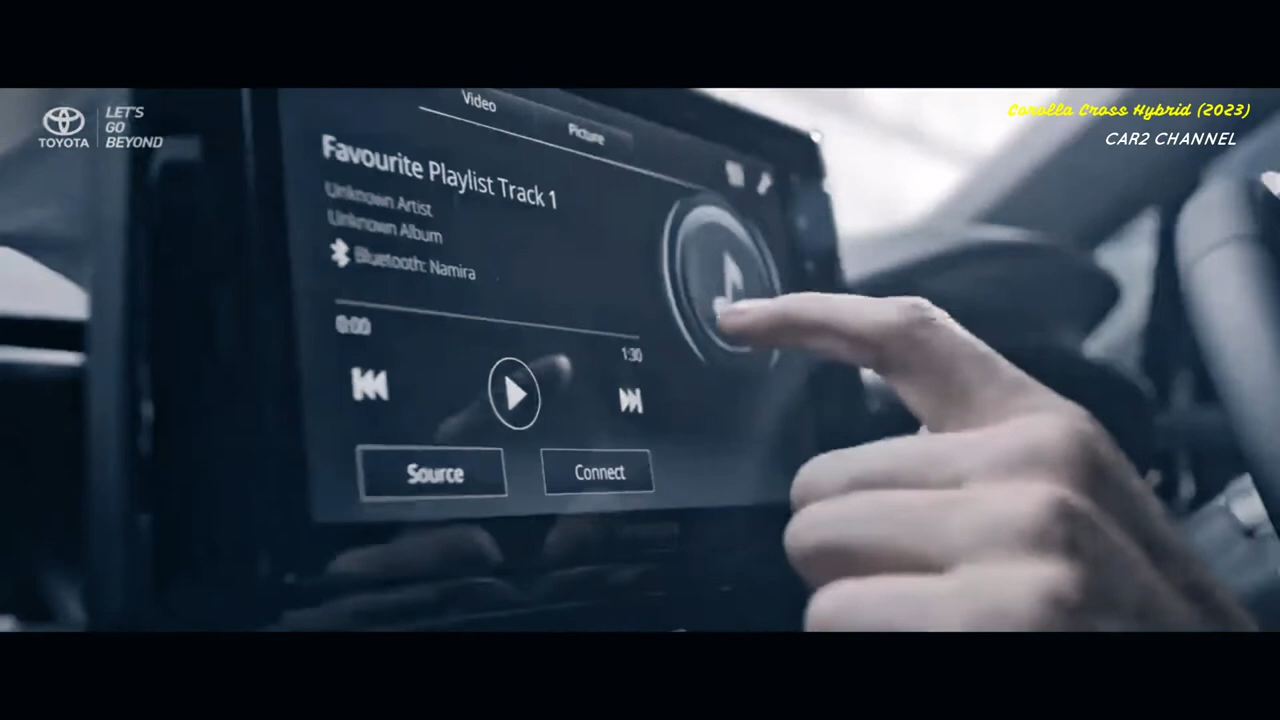 TOYOTA
LET'S
GO
BEYOND
Corolla Cross Hybrid (2023)
CAR2 CHANNEL
Video
Picture
Favourite Playlist Track 1
Unknown Artist
Unknown Album
Bluetooth: Namira
0:00
1:30
Source
Connect